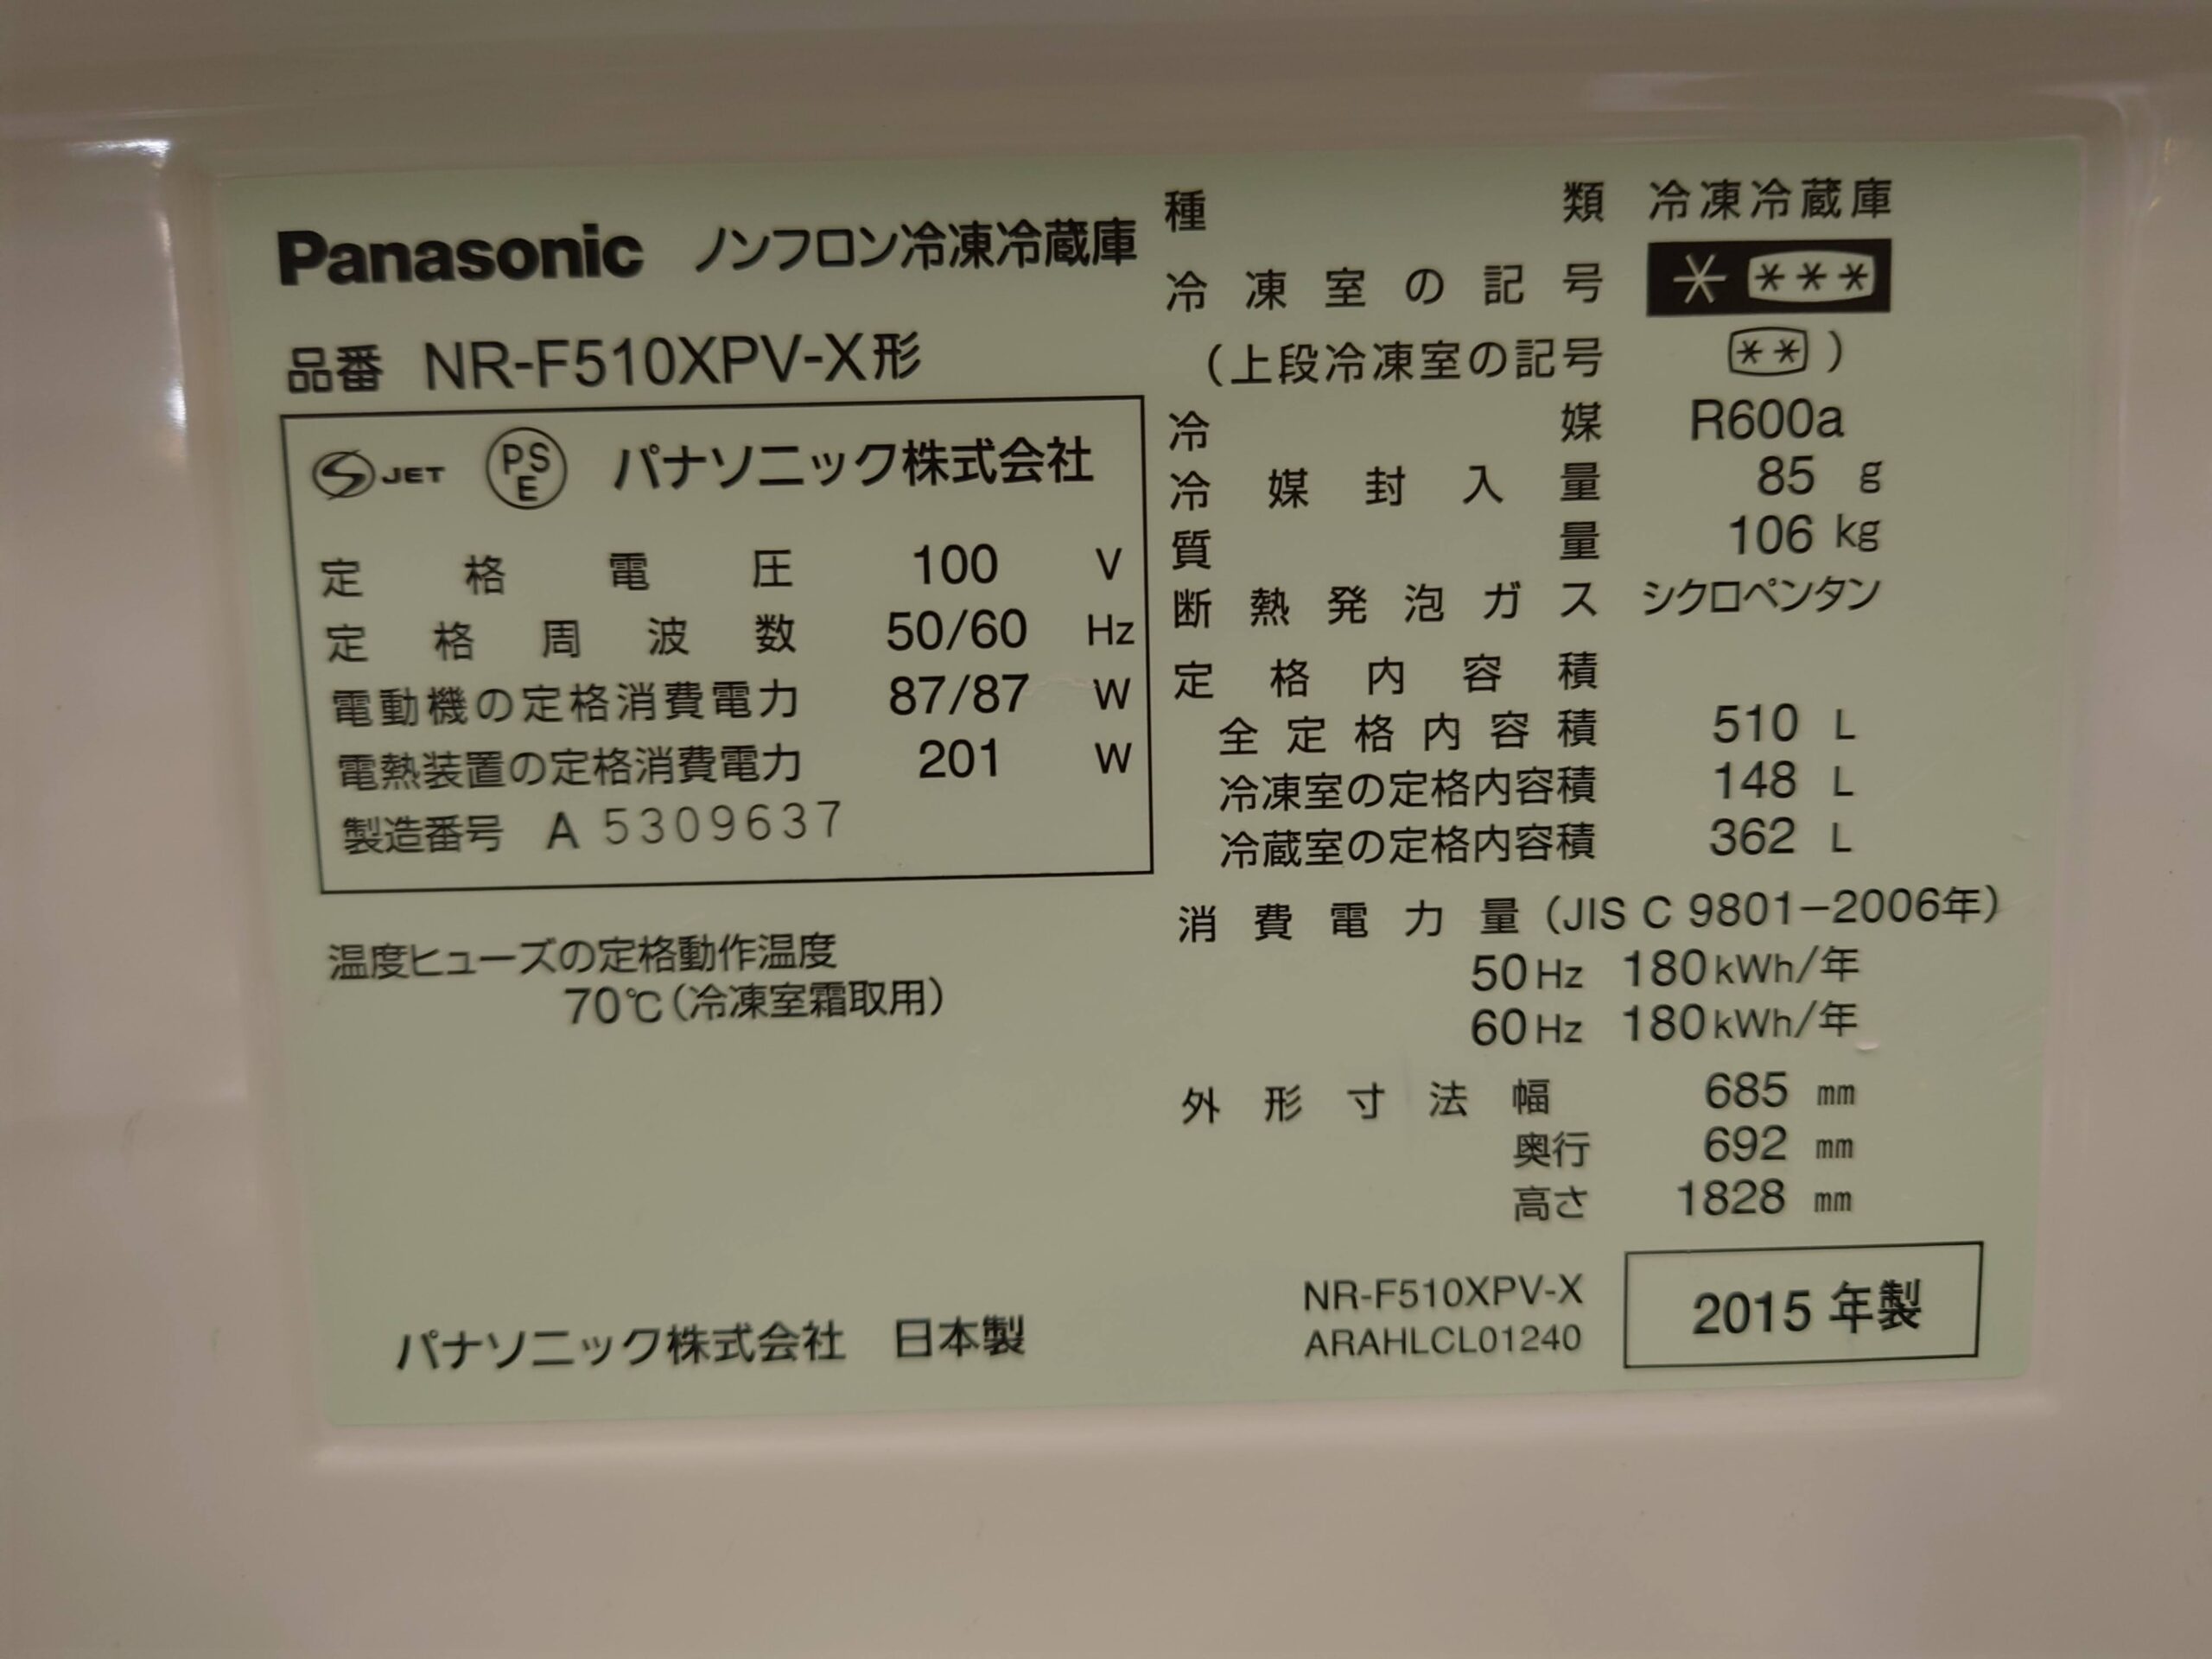 Panasonic ノンフロン冷凍冷蔵庫
品番 NR-F510XPV-X形
S JET PSE パナソニック株式会社
定格電圧 100 V
定格周波数 50/60 Hz
電動機の定格消費電力 87/87 W
電熱装置の定格消費電力 201 W
製造番号 A 5309637
温度ヒューズの定格動作温度
70℃(冷凍室霜取用)
パナソニック株式会社 日本製
種類 冷凍冷蔵庫
冷凍室の記号 * ***
(上段冷凍室の記号 **)
冷媒 R600a
冷媒封入量 85 g
質量 106 kg
断熱発泡ガス シクロペンタン
定格内容積
全定格内容積 510 L
冷凍室の定格内容積 148 L
冷蔵室の定格内容積 362 L
消費電力量(JIS C 9801-2006年)
50Hz 180kWh/年
60Hz 180kWh/年
外形寸法 幅 685 mm
奥行 692 mm
高さ 1828 mm
NR-F510XPV-X
ARAHLCL01240
2015 年製